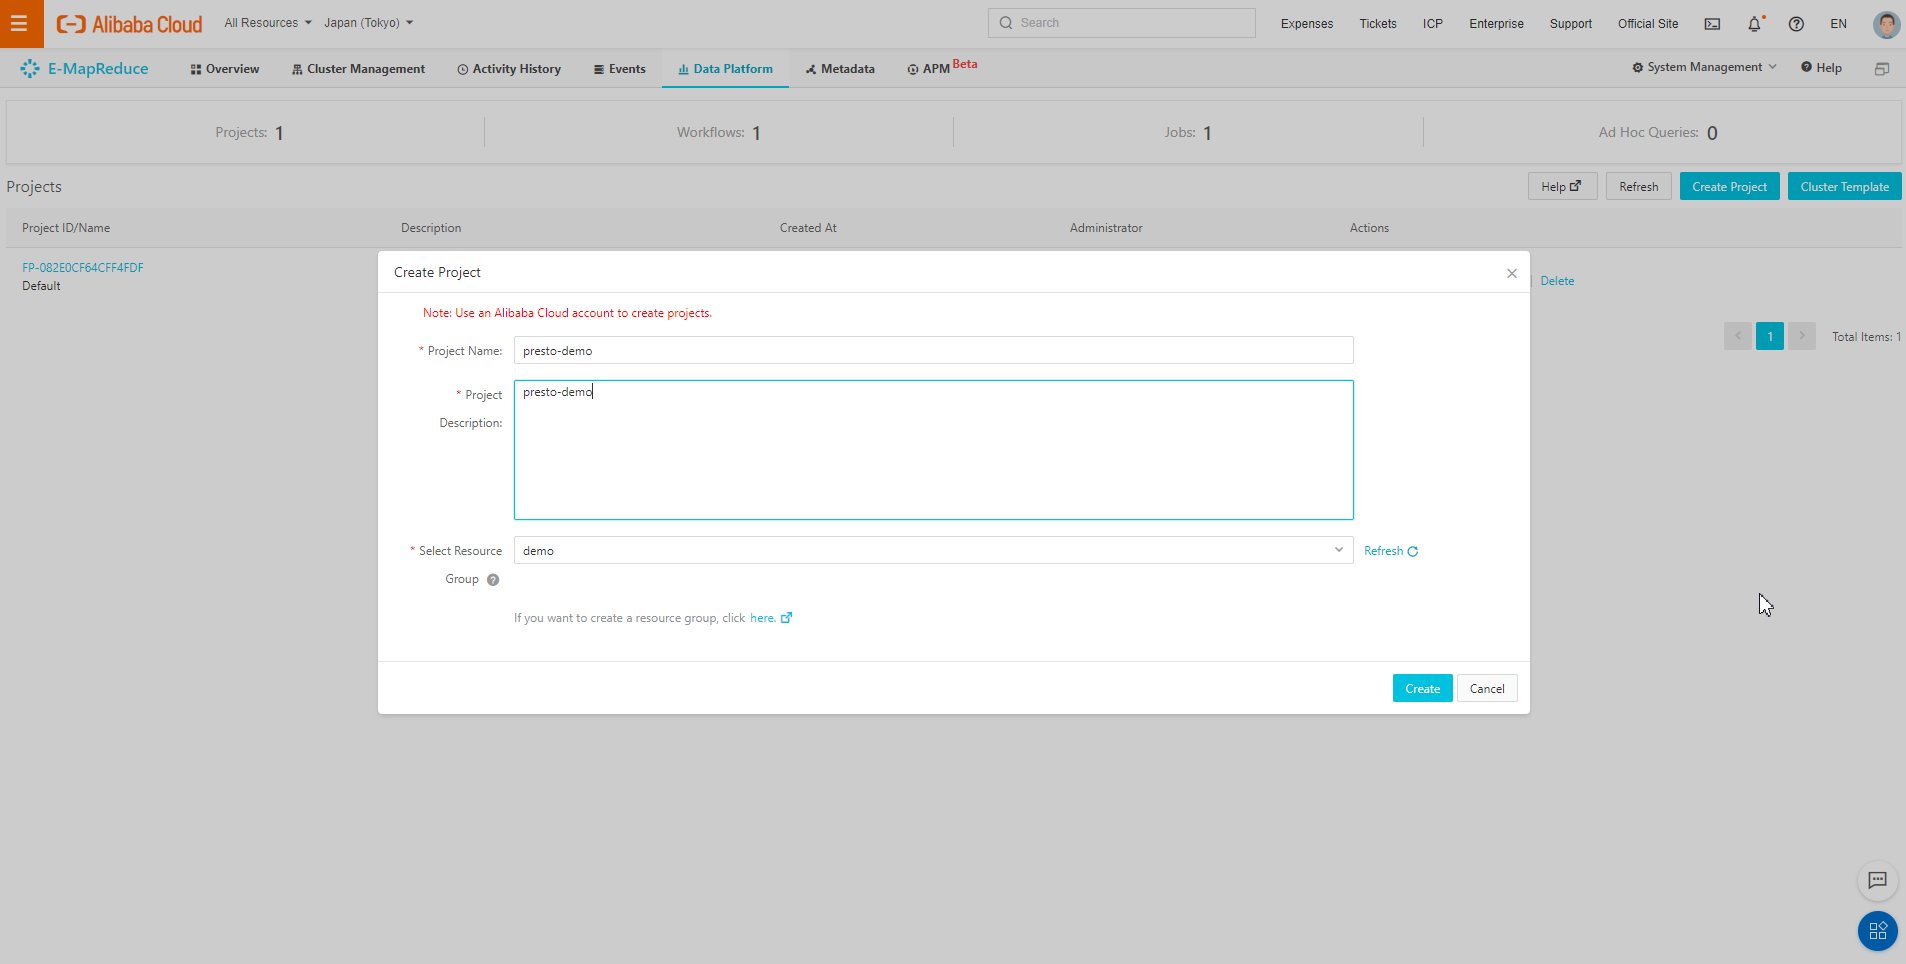 Alibaba Cloud
All Resources
Japan (Tokyo)
Search
Expenses
Tickets
ICP
Enterprise
Support
Official Site
EN
E-MapReduce
Overview
Cluster Management
Activity History
Events
Data Platform
Metadata
APM Beta
System Management
Help
Projects: 1
Workflows: 1
Jobs: 1
Ad Hoc Queries: 0
Projects
Help
Refresh
Create Project
Cluster Template
Project ID/Name
Description
Created At
Administrator
Actions
FP-082E0CF64CFF4FDF
Default
Delete
1
Total Items: 1
Create Project
Note: Use an Alibaba Cloud account to create projects.
* Project Name:
presto-demo
* Project
Description:
presto-demo
* Select Resource
Group
demo
Refresh
If you want to create a resource group, click here.
Create
Cancel